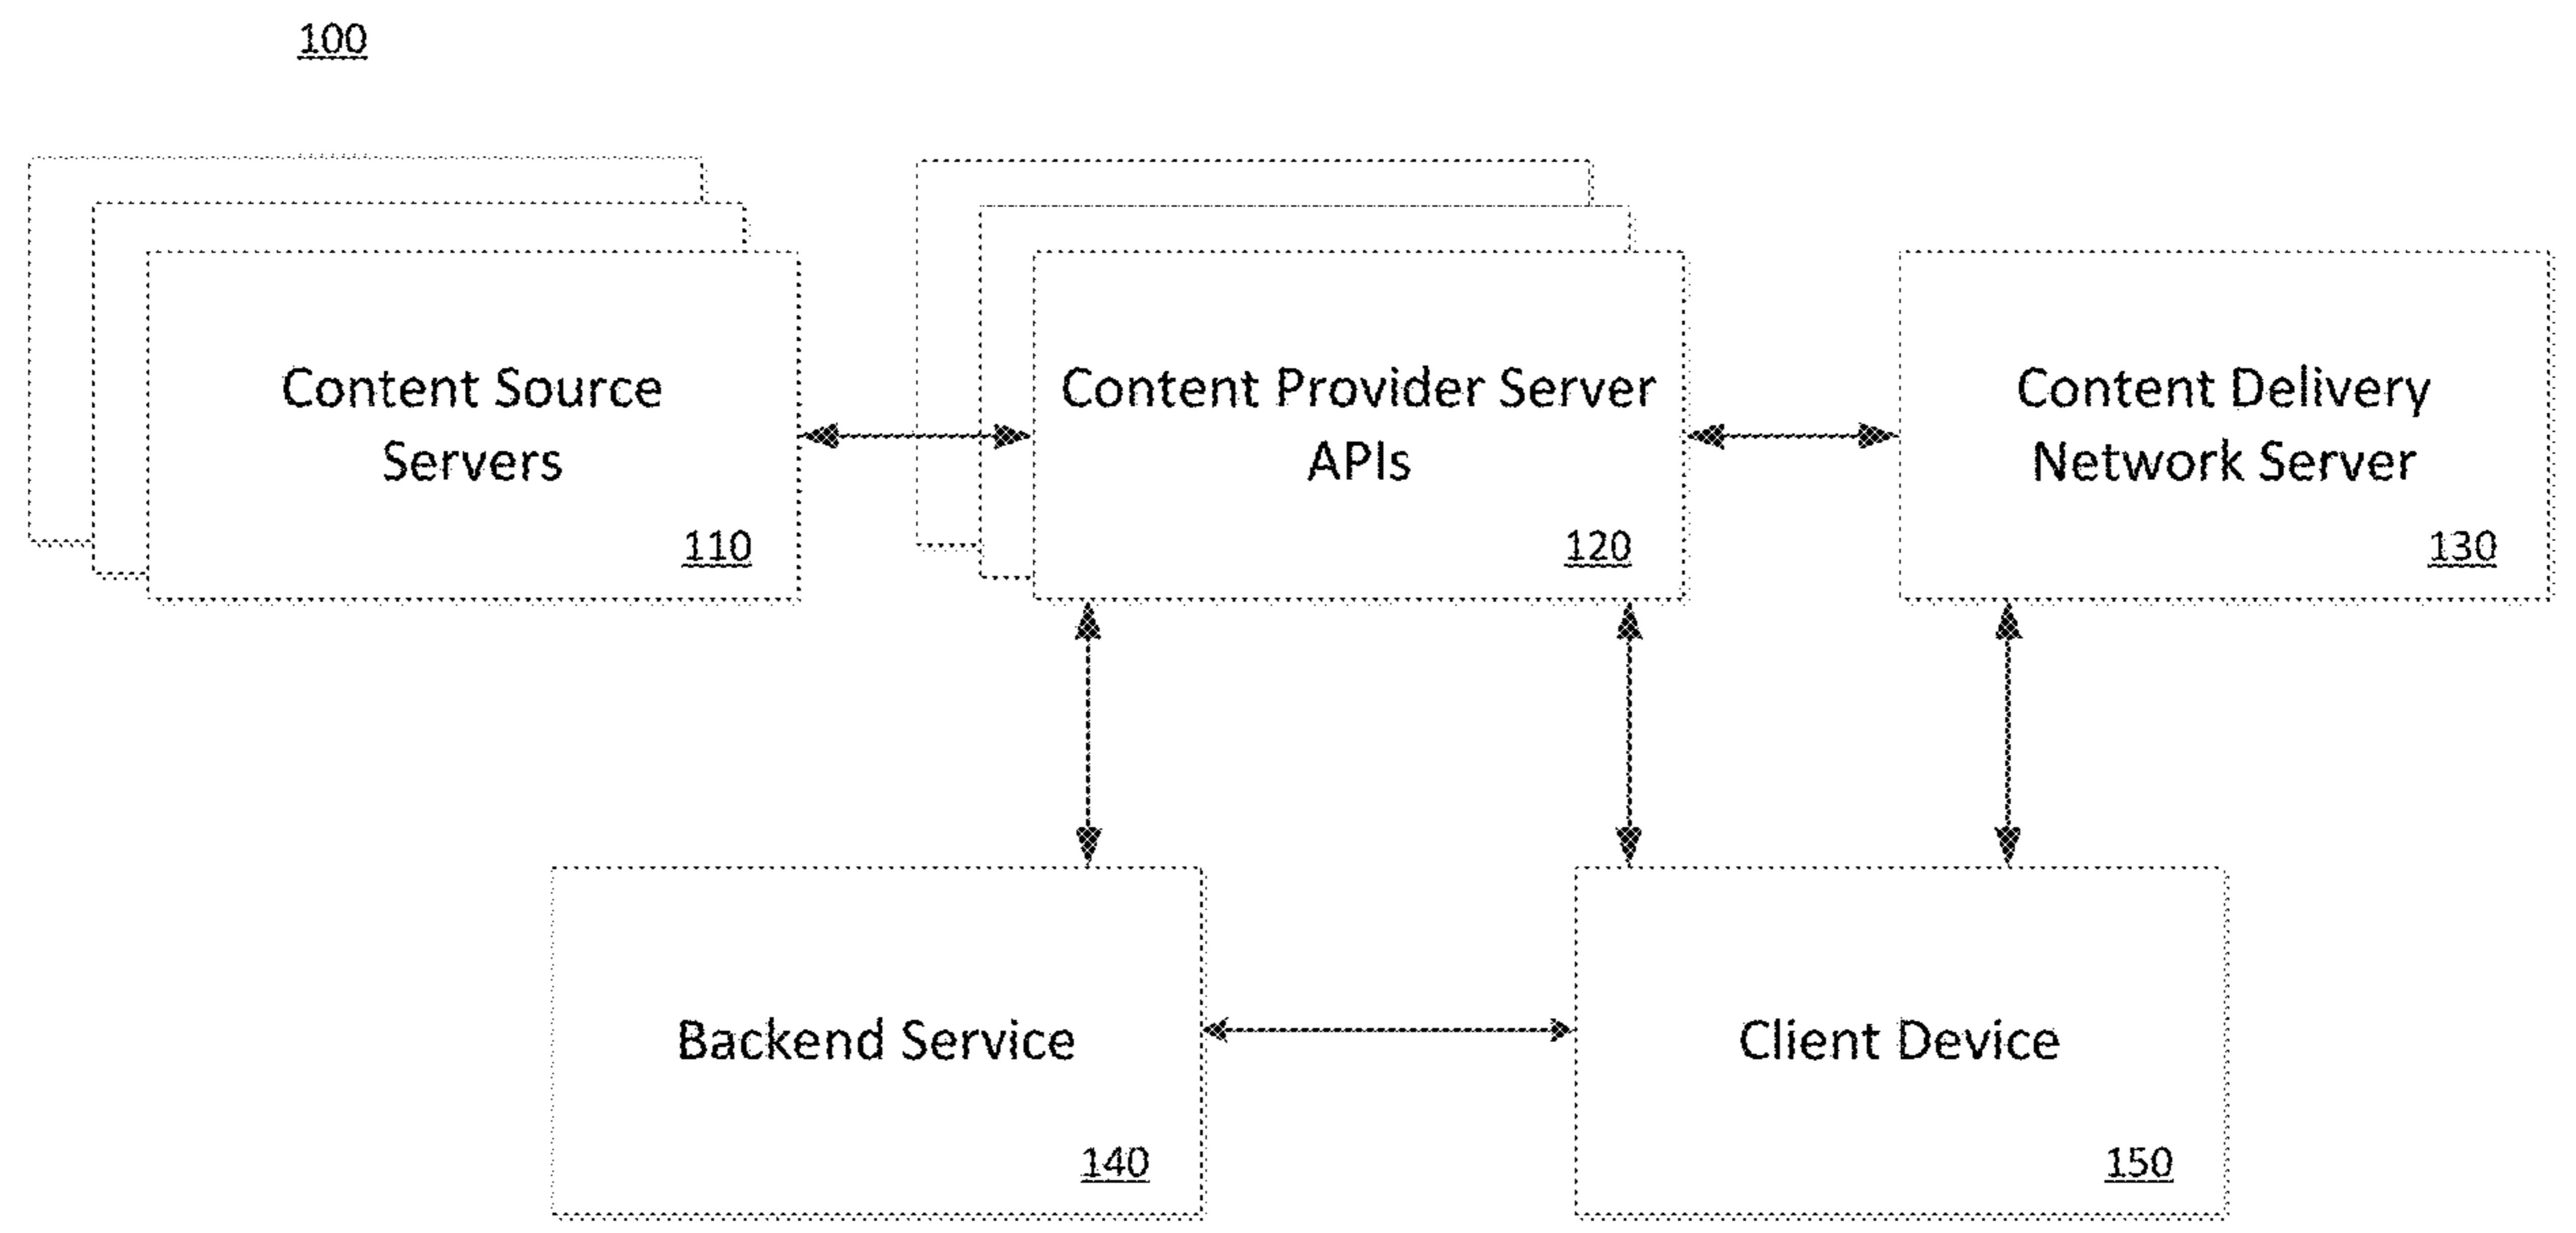 100
Content Source
Servers
110
Content Provider Server
APIs
120
Content Delivery
Network Server
130
Backend Service
140
Client Device
150